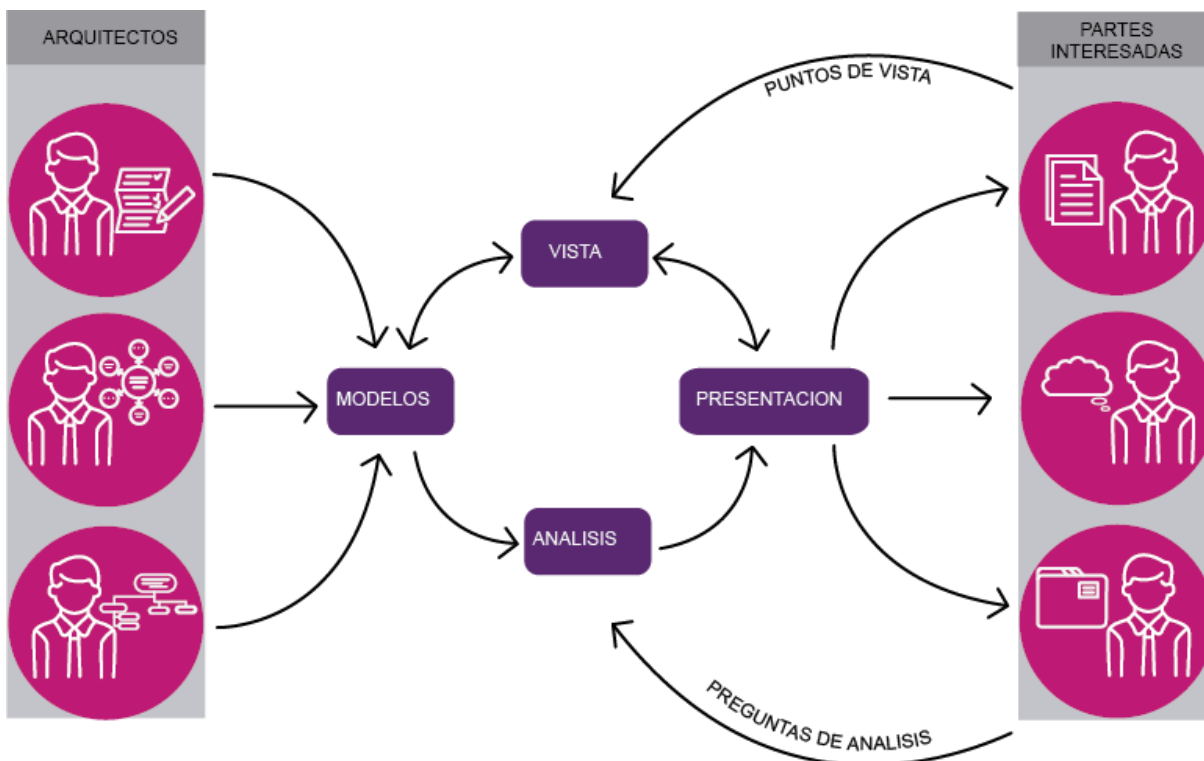 ARQUITECTOS
PARTES
INTERESADAS
PUNTOS DE VISTA
VISTA
MODELOS
PRESENTACION
ANALISIS
PREGUNTAS DE ANALISIS